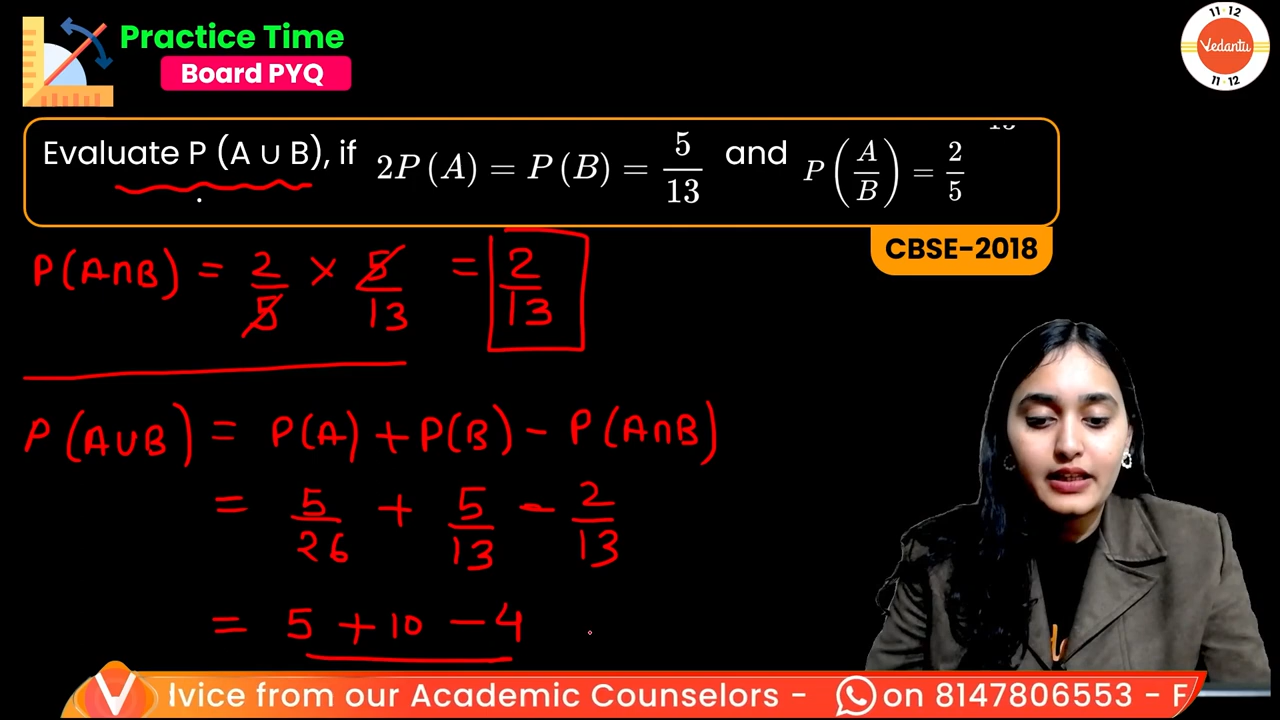 Practice Time
Board PYQ
11·12
Vedantu
11·12
Evaluate P (A ∪ B), if 2P(A) = P(B) = 5/13 and P(A/B) = 2/5
CBSE-2018
P(A∩B) = 2/5 × 5/13 = 2/13
P(A∪B) = P(A) + P(B) - P(A∩B)
= 5/26 + 5/13 - 2/13
= 5 + 10 - 4
V
dvice from our Academic Counselors - on 8147806553 - F